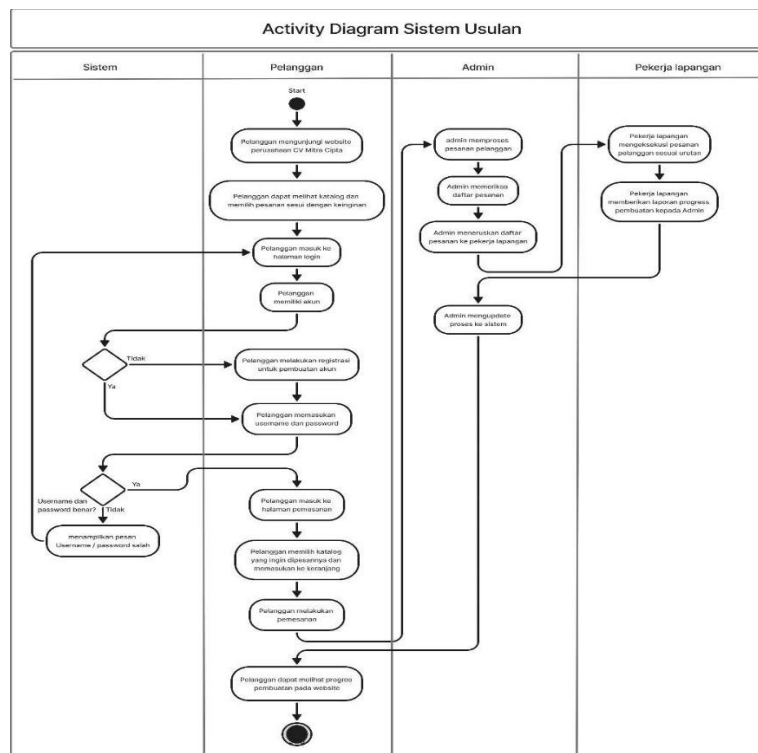 Activity Diagram Sistem Usulan
Sistem
Pelanggan
Admin
Pekerja lapangan
Start
Pelanggan mengunjungi website
perusahaan CV Mitra Cipta
Pelanggan dapat melihat katalog dan
memilih pesanan sesui dengan keinginan
Pelanggan masuk ke
halaman login
Pelanggan
memiliki akun
Tidak
Ya
Pelanggan melakukan registrasi
untuk pembuatan akun
Pelanggan memasukan
username dan password
Ya
Username dan
password benar?
Tidak
menampilkan pesan
Username / password salah
Pelanggan masuk ke
halaman pemesanan
Pelanggan memilih katalog
yang ingin dipesannya dan
memasukan ke keranjang
Pelanggan melakukan
pemesanan
admin memproses
pesanan pelanggan
Admin memeriksa
daftar pesanan
Admin meneruskan daftar
pesanan ke pekerja lapangan
Pekerja lapangan
mengeksekusi pesanan
pelanggan sesuai urutan
Pekerja lapangan
memberikan laporan progress
pembuatan kepada Admin
Admin mengupdate
proses ke sistem
Pelanggan dapat melihat progres
pembuatan pada website